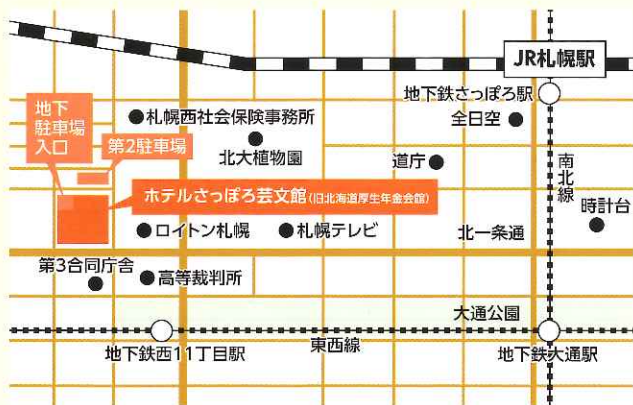 JR札幌駅
地下鉄さっぽろ駅
地下
駐車場
入口
札幌西社会保険事務所
全日空
第2駐車場
北大植物園
道庁
南北線
ホテルさっぽろ芸文館(旧北海道厚生年金会館)
時計台
ロイトン札幌
札幌テレビ
北一条通
第3合同庁舎
高等裁判所
大通公園
地下鉄西11丁目駅
東西線
地下鉄大通駅